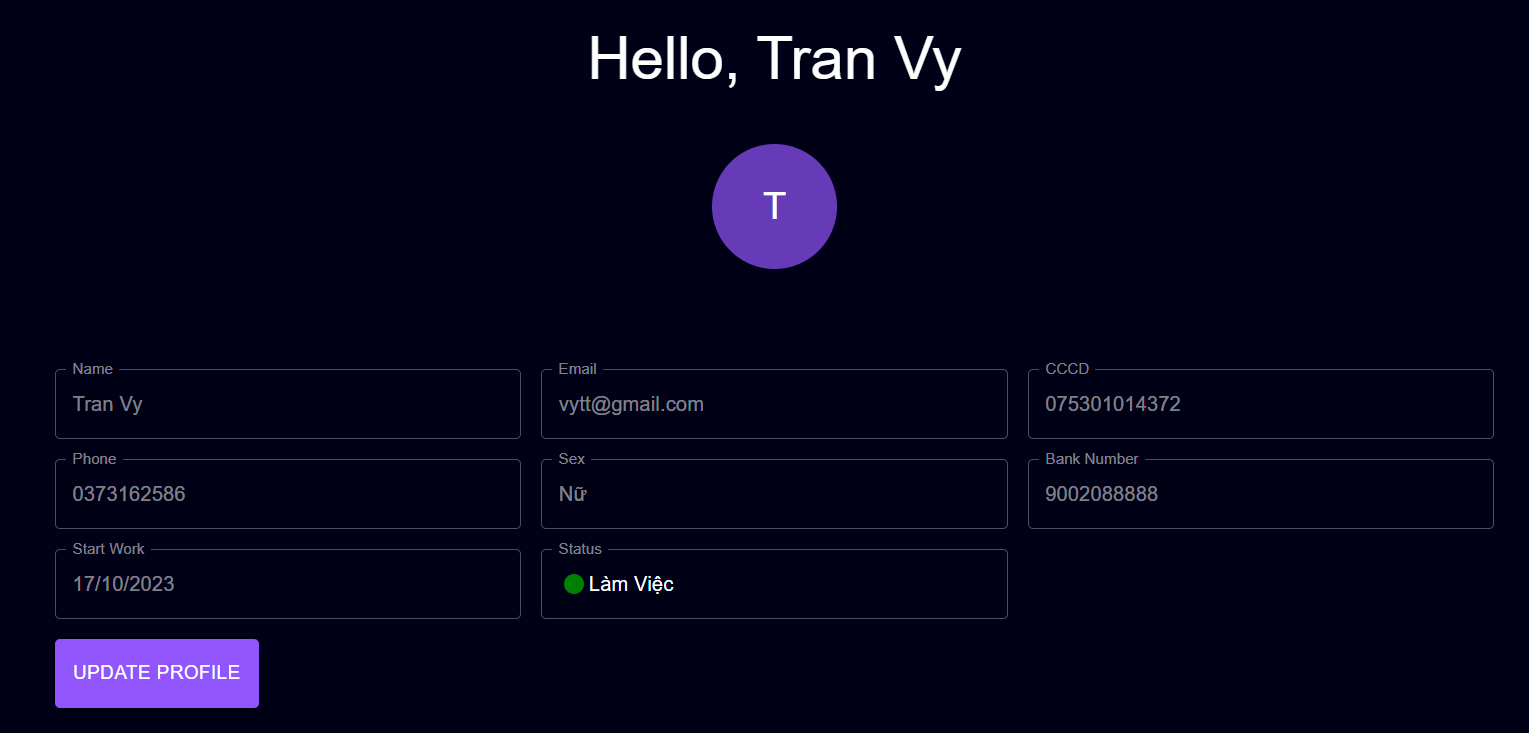 Hello, Tran Vy
T
Name
Tran Vy
Email
vytt@gmail.com
CCCD
075301014372
Phone
0373162586
Sex
Nữ
Bank Number
9002088888
Start Work
17/10/2023
Status
Làm Việc
UPDATE PROFILE